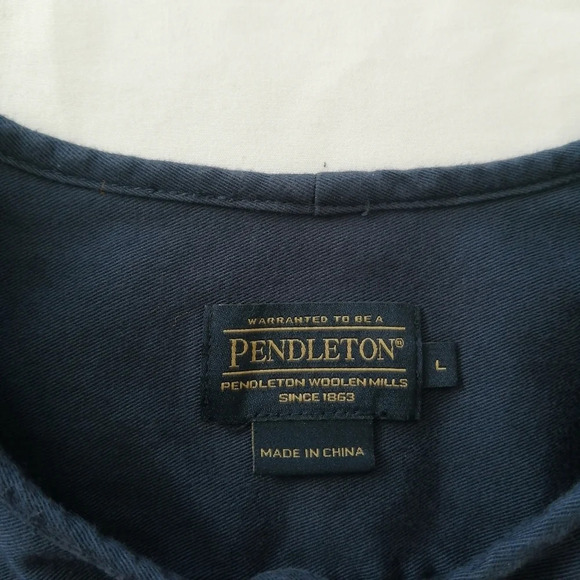 WARRANTED TO BE A
PENDLETON®
L
PENDLETON WOOLEN MILLS
SINCE 1863
MADE IN CHINA